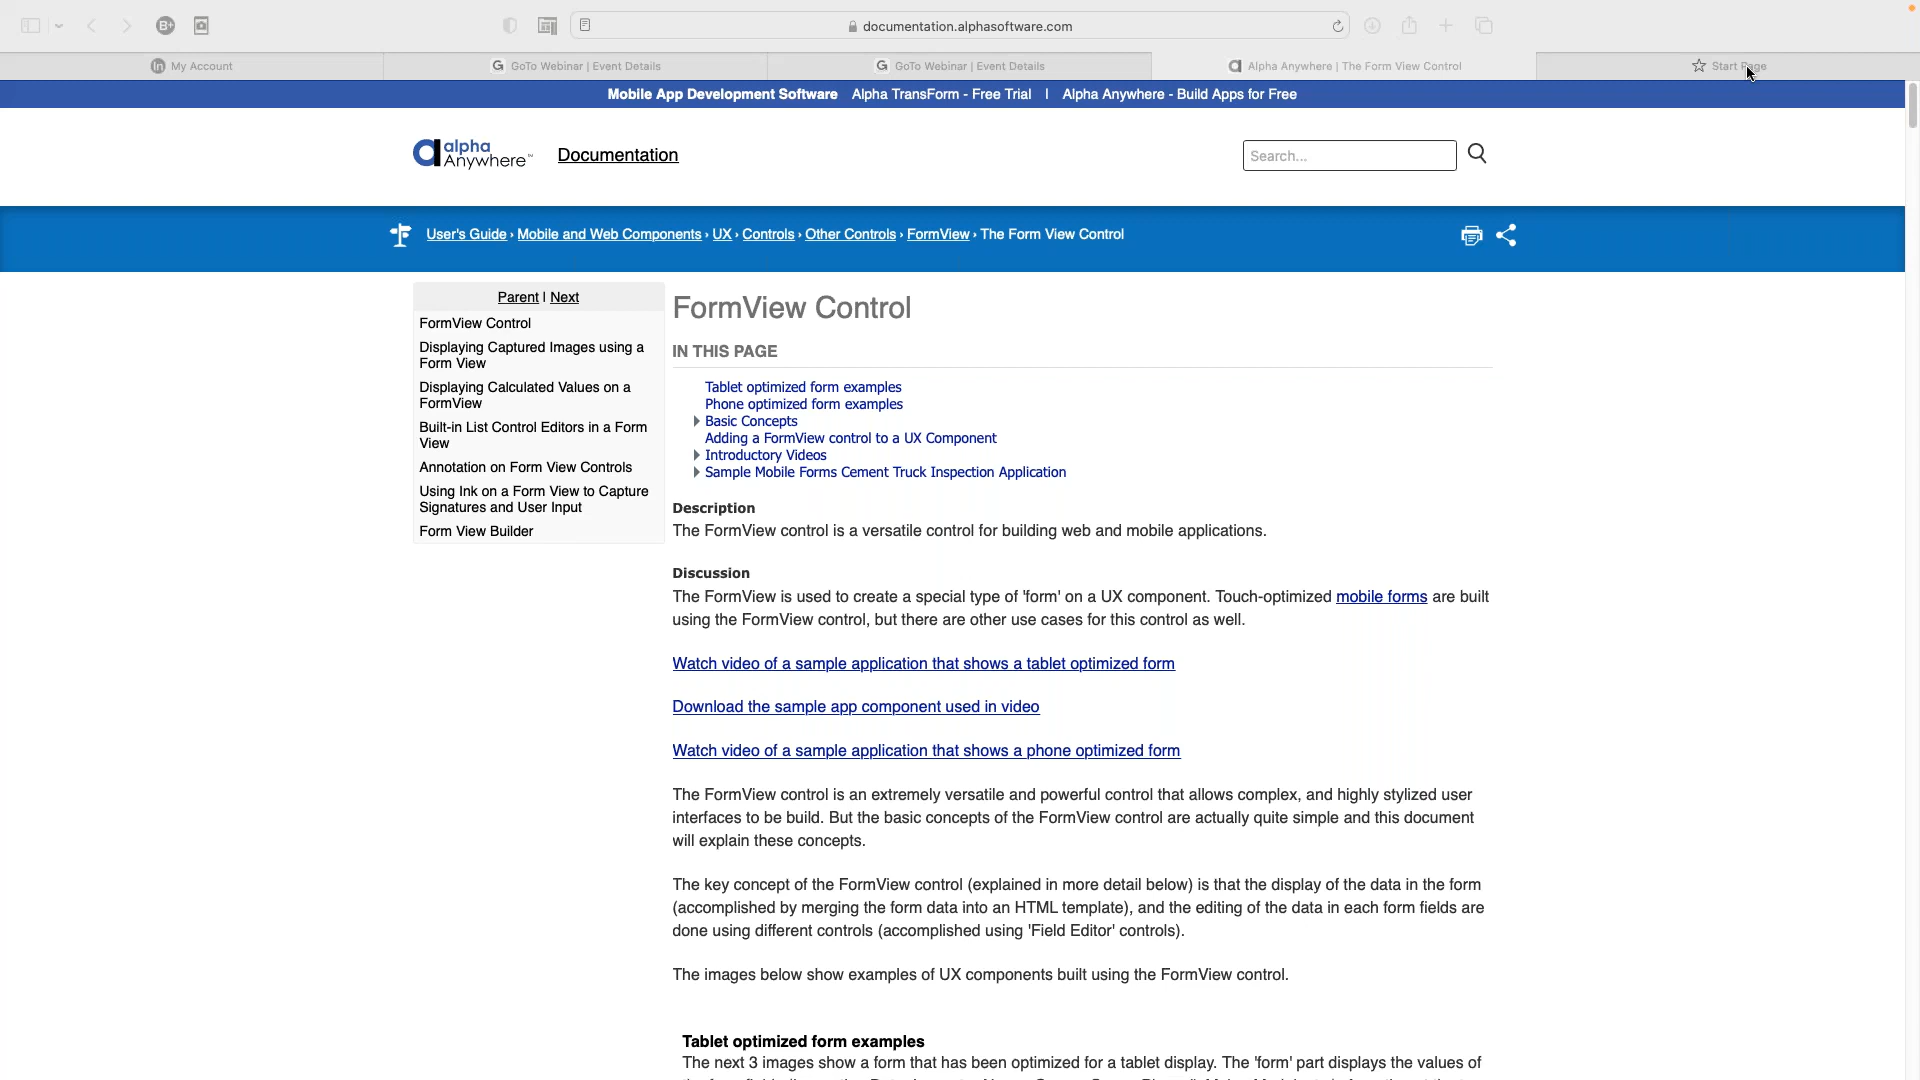 documentation.alphasoftware.com
My Account
GoTo Webinar | Event Details
GoTo Webinar | Event Details
Alpha Anywhere | The Form View Control
Start Page
Mobile App Development Software Alpha TransForm - Free Trial | Alpha Anywhere - Build Apps for Free
alpha
Anywhere™
Documentation
Search...
User's Guide › Mobile and Web Components › UX › Controls › Other Controls › FormView › The Form View Control
Parent | Next
FormView Control
Displaying Captured Images using a
Form View
Displaying Calculated Values on a
FormView
Built-in List Control Editors in a Form
View
Annotation on Form View Controls
Using Ink on a Form View to Capture
Signatures and User Input
Form View Builder
FormView Control
IN THIS PAGE
Tablet optimized form examples
Phone optimized form examples
Basic Concepts
Adding a FormView control to a UX Component
Introductory Videos
Sample Mobile Forms Cement Truck Inspection Application
Description
The FormView control is a versatile control for building web and mobile applications.
Discussion
The FormView is used to create a special type of 'form' on a UX component. Touch-optimized mobile forms are built
using the FormView control, but there are other use cases for this control as well.
Watch video of a sample application that shows a tablet optimized form
Download the sample app component used in video
Watch video of a sample application that shows a phone optimized form
The FormView control is an extremely versatile and powerful control that allows complex, and highly stylized user
interfaces to be build. But the basic concepts of the FormView control are actually quite simple and this document
will explain these concepts.
The key concept of the FormView control (explained in more detail below) is that the display of the data in the form
(accomplished by merging the form data into an HTML template), and the editing of the data in each form fields are
done using different controls (accomplished using 'Field Editor' controls).
The images below show examples of UX components built using the FormView control.
Tablet optimized form examples
The next 3 images show a form that has been optimized for a tablet display. The 'form' part displays the values of